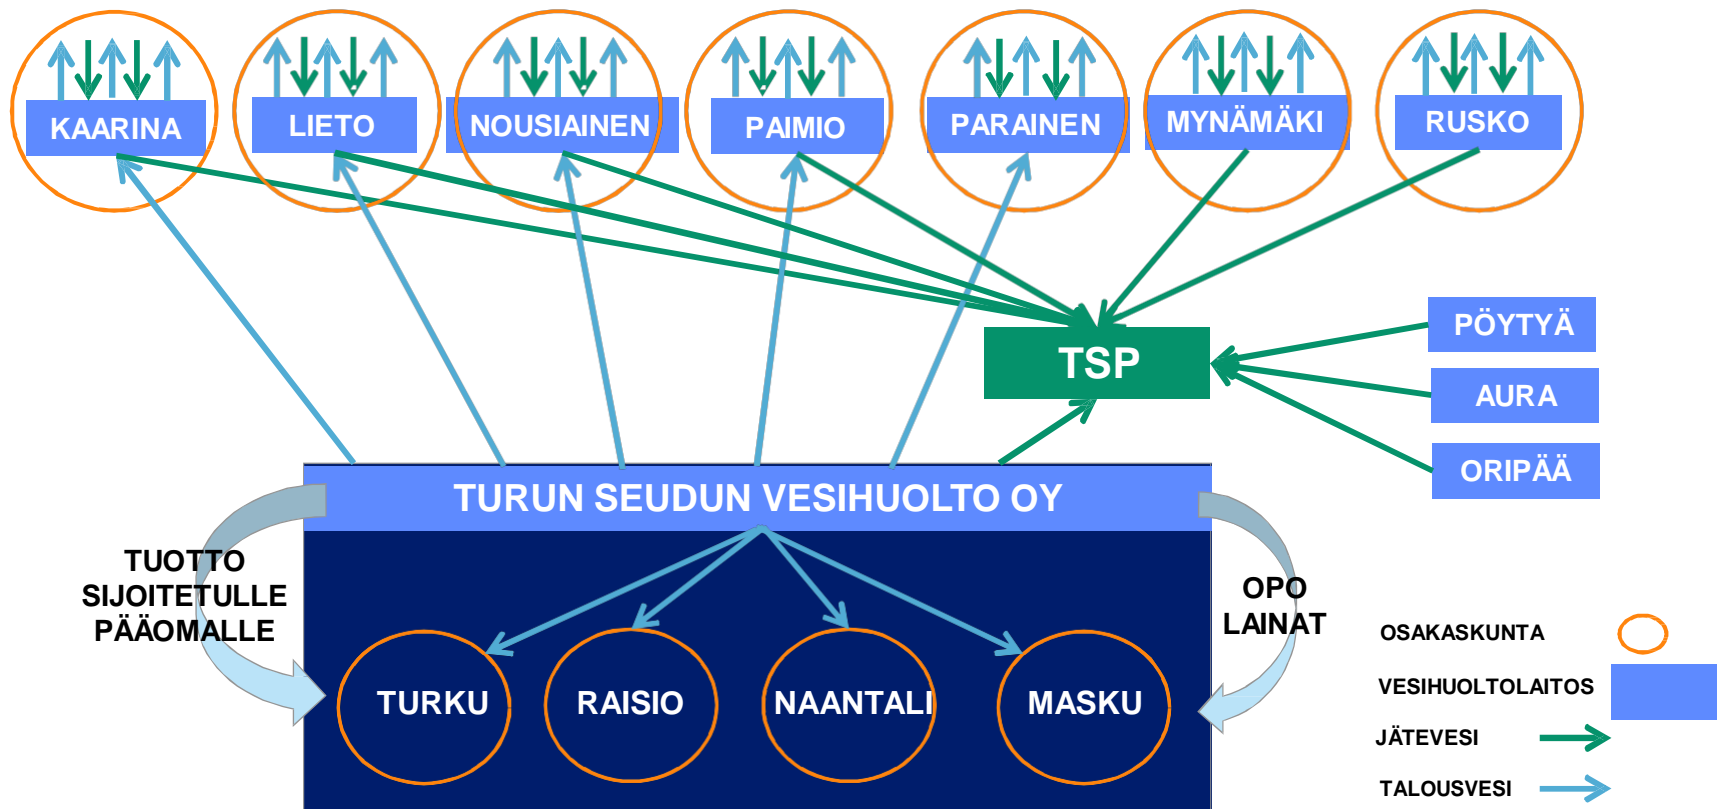 KAARINA
LIETO
NOUSIAINEN
PAIMIO
PARAINEN
MYNÄMÄKI
RUSKO
TSP
PÖYTYÄ
AURA
ORIPÄÄ
TURUN SEUDUN VESIHUOLTO OY
TUOTTO
SIJOITETULLE
PÄÄOMALLE
OPO
LAINAT
TURKU
RAISIO
NAANTALI
MASKU
OSAKASKUNTA
VESIHUOLTOLAITOS
JÄTEVESI
TALOUSVESI